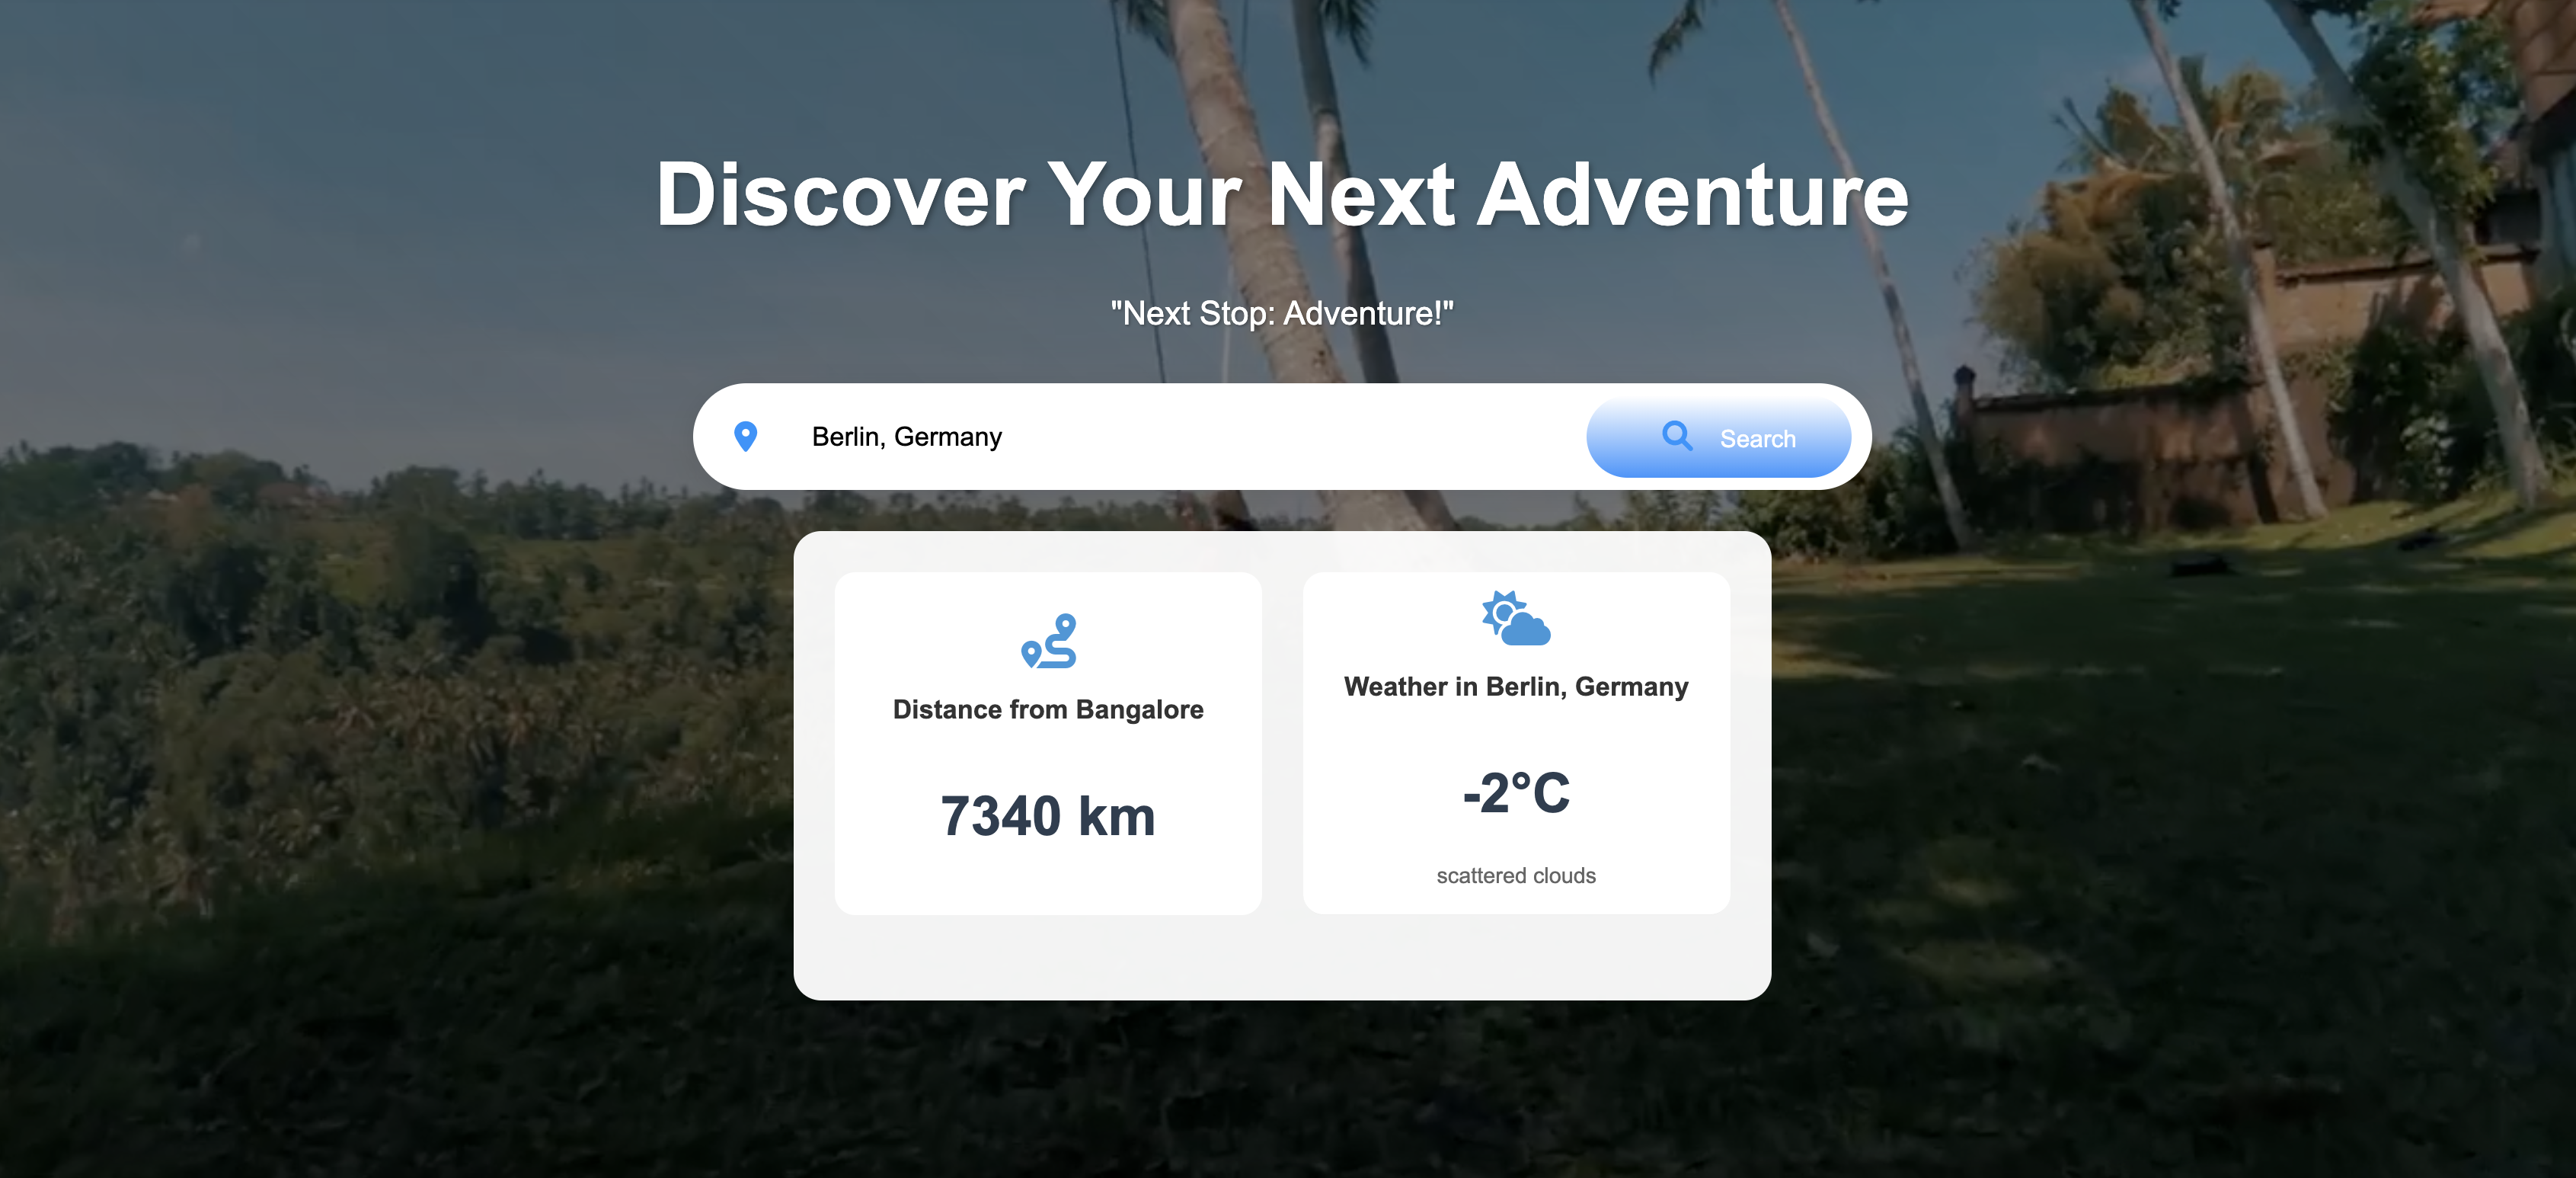 Discover Your Next Adventure
"Next Stop: Adventure!"
Berlin, Germany
Search
Distance from Bangalore
7340 km
Weather in Berlin, Germany
-2°C
scattered clouds